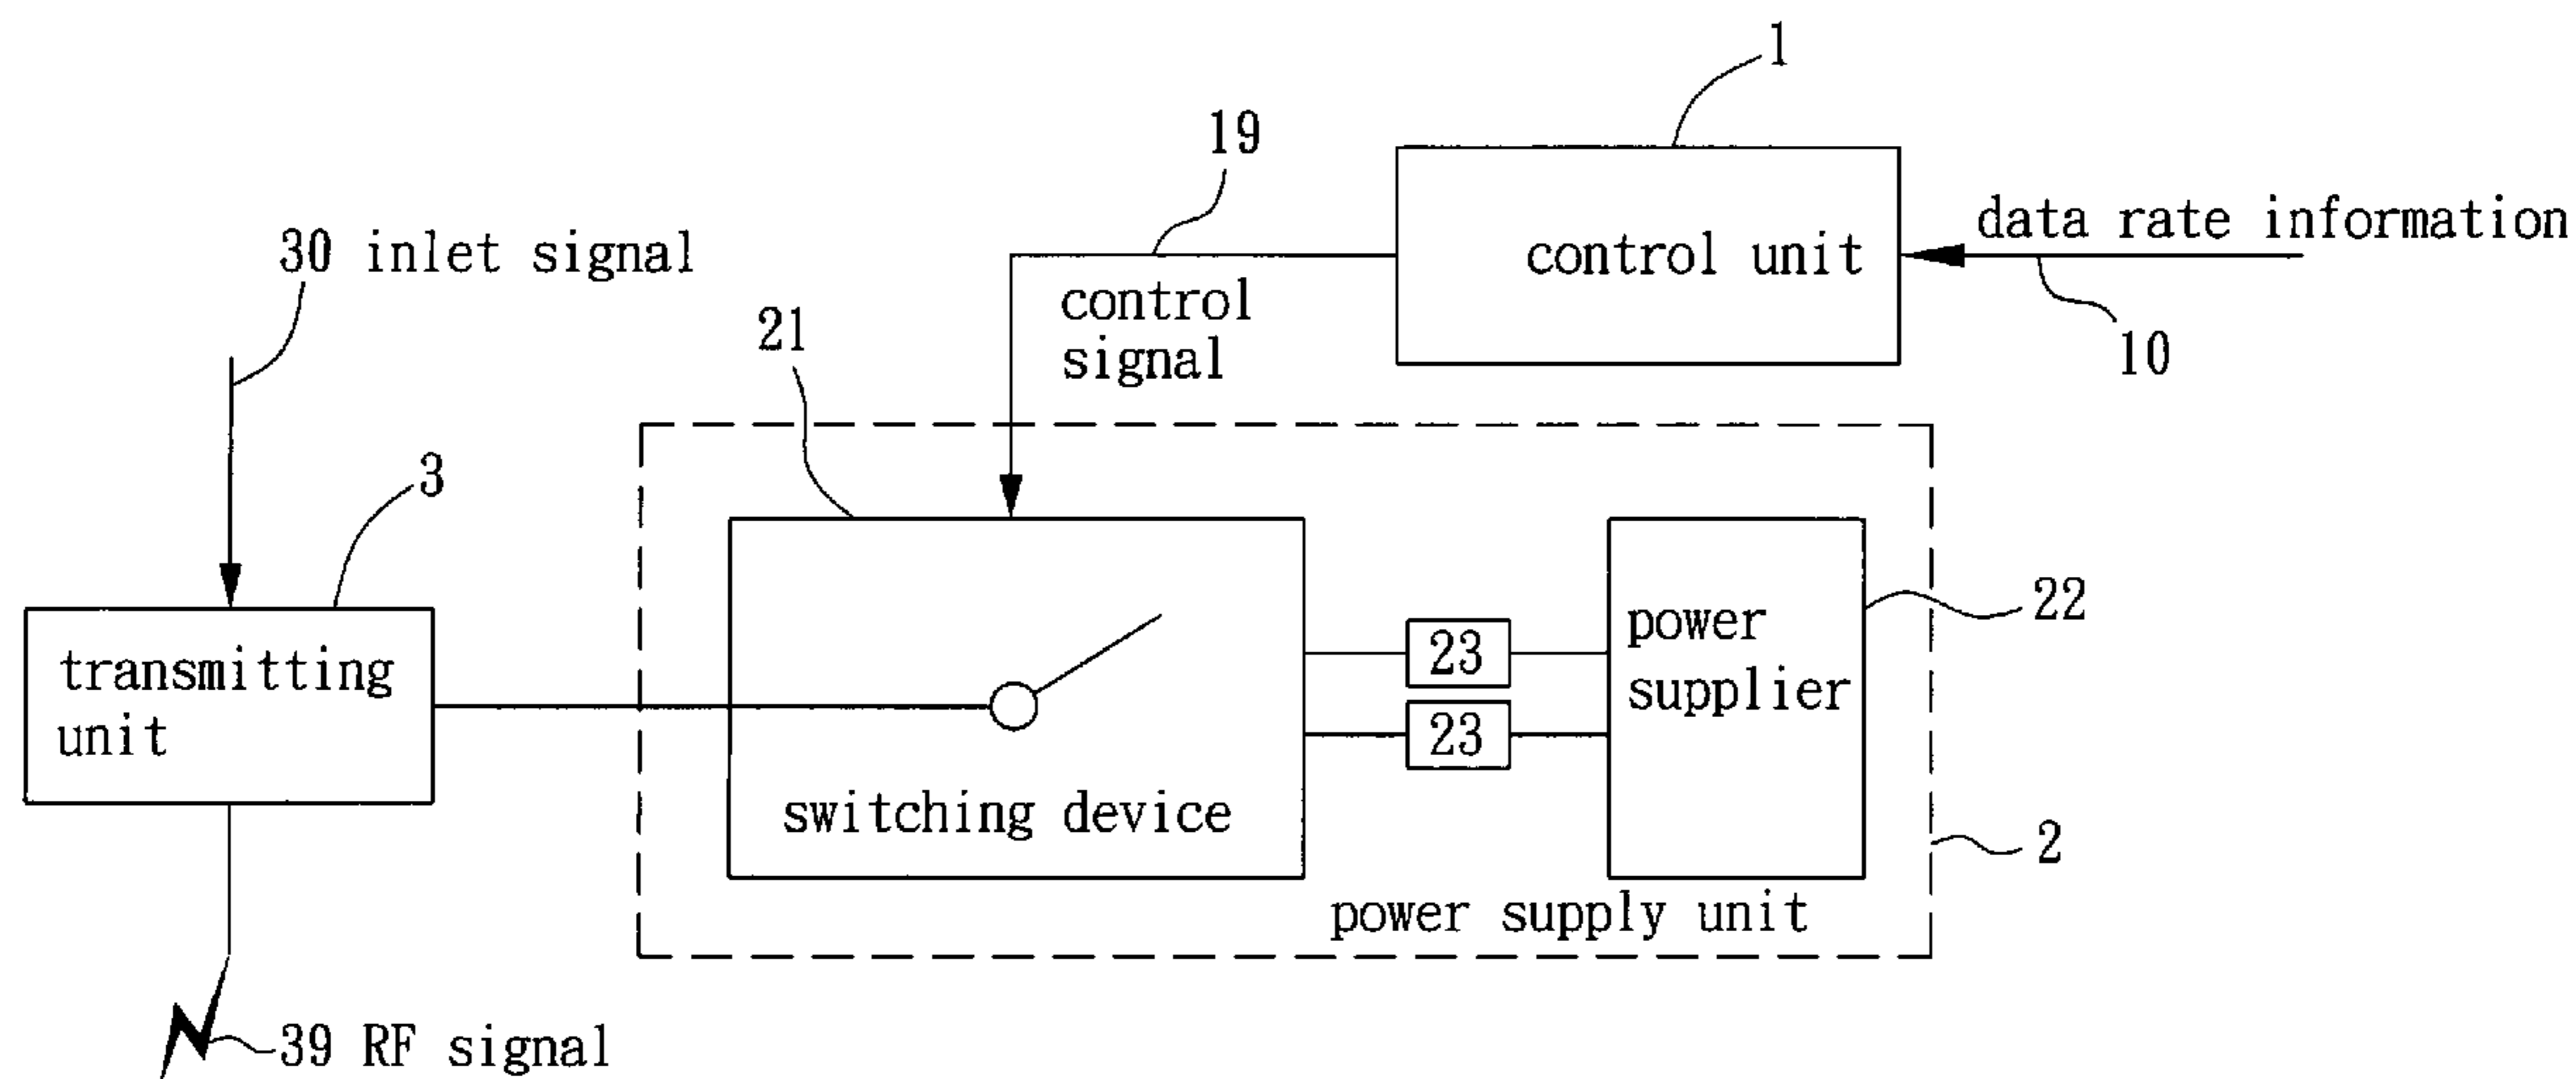 1
19
data rate information
30 inlet signal
control unit
control
signal
10
21
3
22
23
power
supplier
transmitting
unit
23
switching device
2
power supply unit
39 RF signal